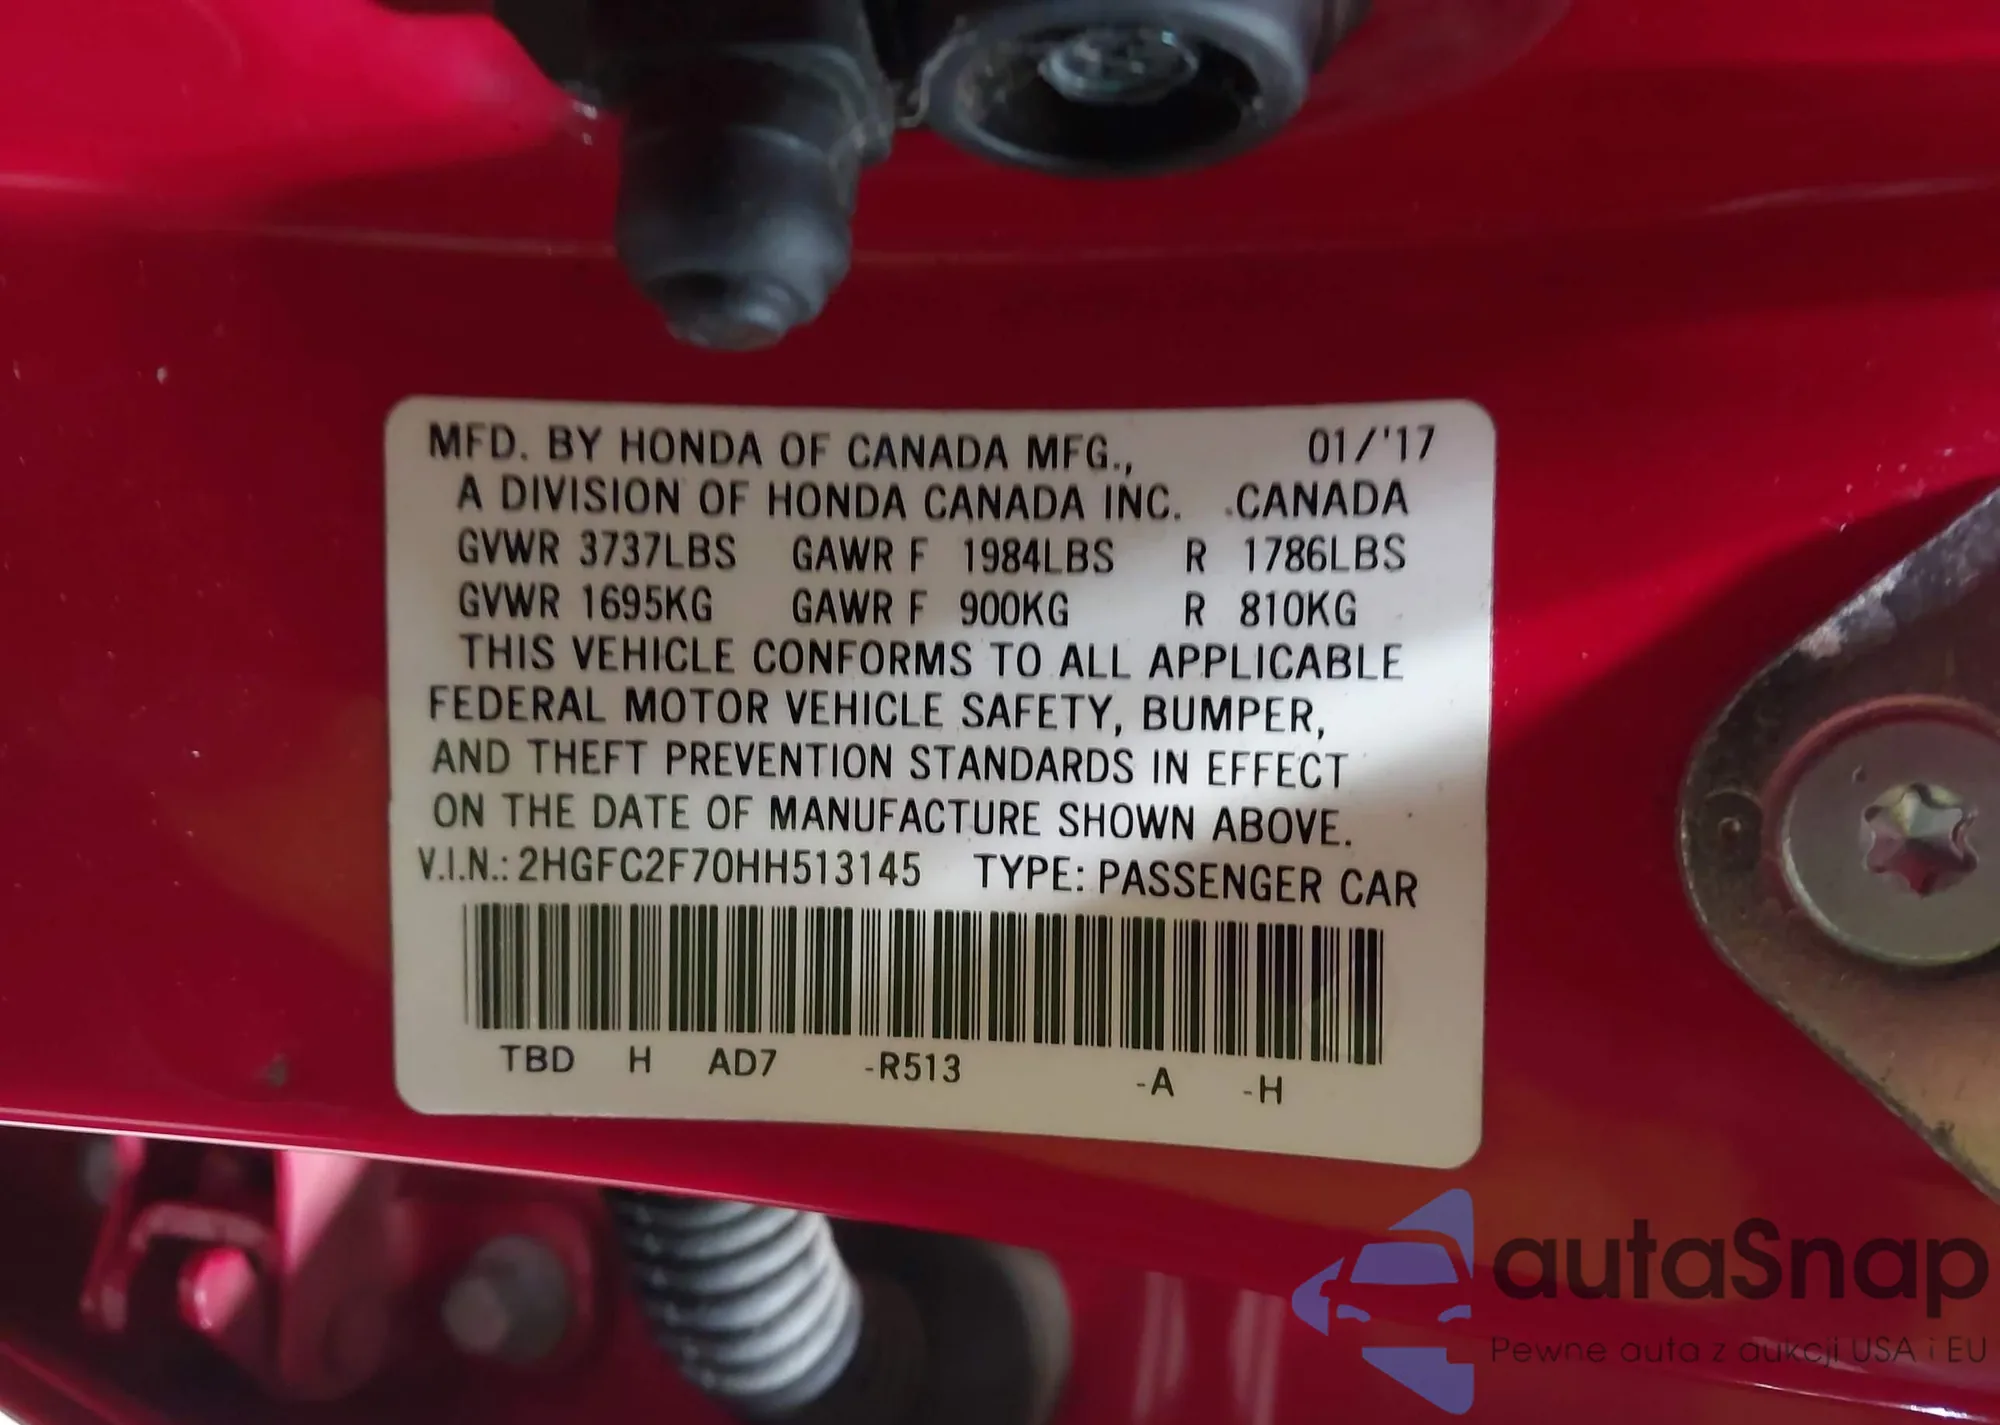 MFD. BY HONDA OF CANADA MFG., 01/'17
A DIVISION OF HONDA CANADA INC. CANADA
GVWR 3737LBS GAWR F 1984LBS R 1786LBS
GVWR 1695KG GAWR F 900KG R 810KG
THIS VEHICLE CONFORMS TO ALL APPLICABLE
FEDERAL MOTOR VEHICLE SAFETY, BUMPER,
AND THEFT PREVENTION STANDARDS IN EFFECT
ON THE DATE OF MANUFACTURE SHOWN ABOVE.
V.I.N.: 2HGFC2F70HH513145 TYPE: PASSENGER CAR
TBD H AD7 -R513 -A -H
autaSnap
Pewne auta z aukcji USA i EU